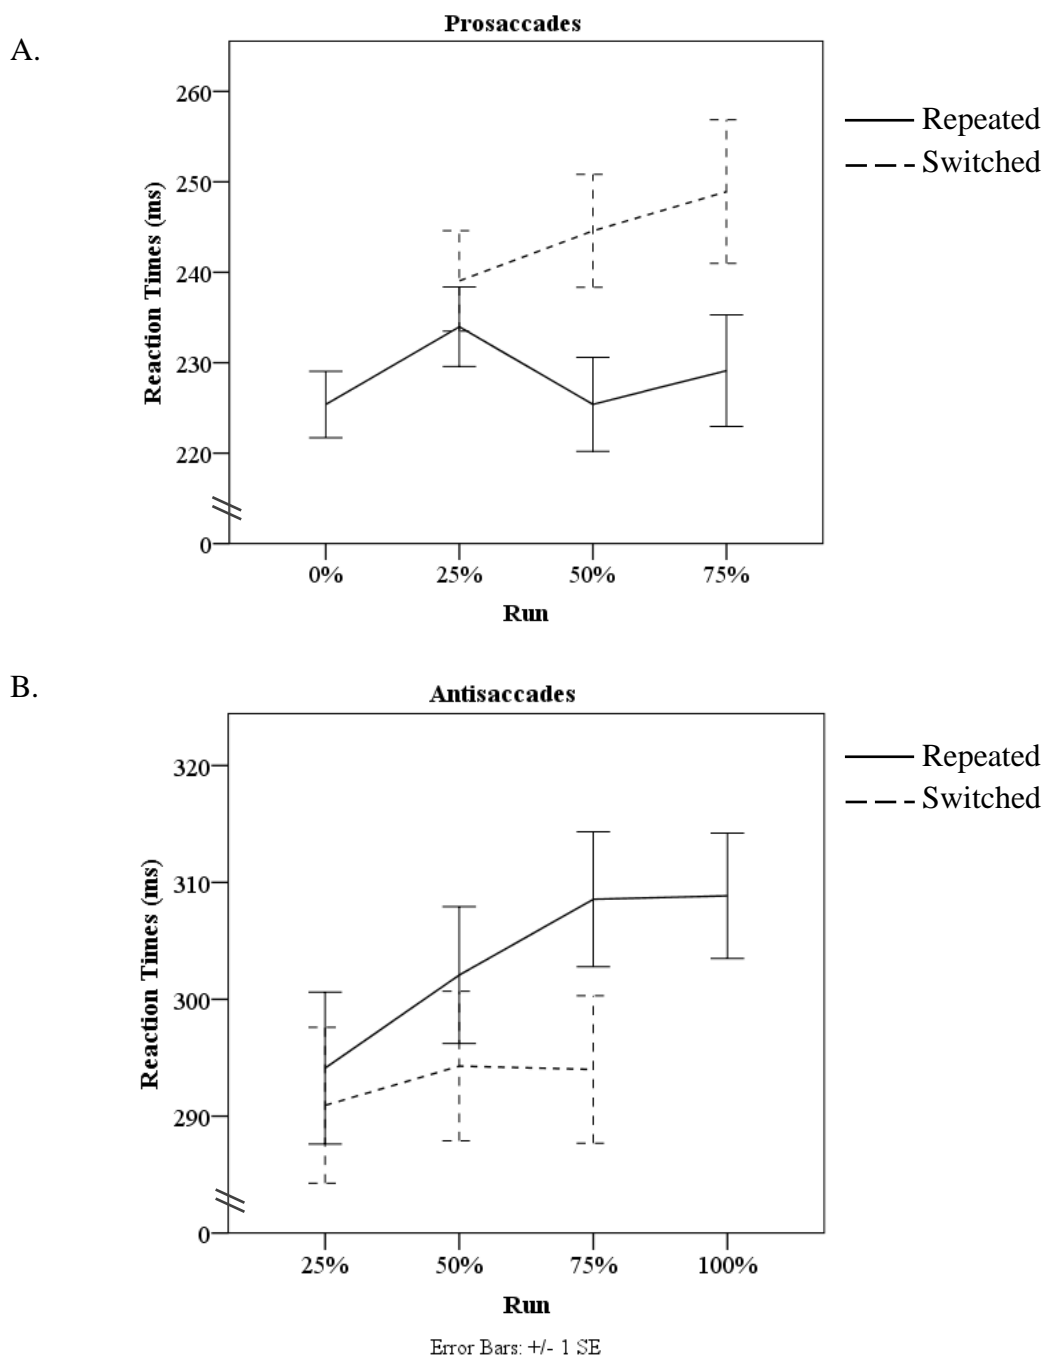 A.
Prosaccades
Repeated
Switched
Reaction Times (ms)
260
250
240
230
220
0
0% 25% 50% 75%
Run
B.
Antisaccades
Repeated
Switched
Reaction Times (ms)
320
310
300
290
0
25% 50% 75% 100%
Run
Error Bars: +/- 1 SE